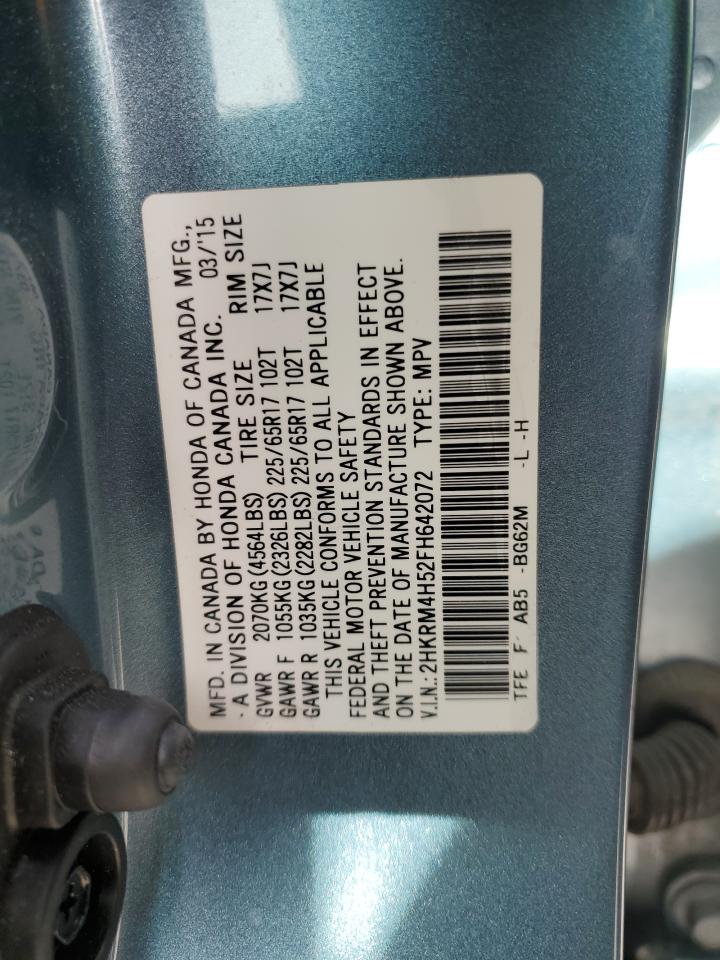 MFD. IN CANADA BY HONDA OF CANADA MFG.,
A DIVISION OF HONDA CANADA INC. 03/'15
GVWR 2070KG (4564LBS) TIRE SIZE RIM SIZE
GAWR F 1055KG (2326LBS) 225/65R17 102T 17X7J
GAWR R 1035KG (2282LBS) 225/65R17 102T 17X7J
THIS VEHICLE CONFORMS TO ALL APPLICABLE
FEDERAL MOTOR VEHICLE SAFETY
AND THEFT PREVENTION STANDARDS IN EFFECT
ON THE DATE OF MANUFACTURE SHOWN ABOVE.
V.I.N.: 2HKRM4H52FH642072 TYPE: MPV
TFE F AB5 -BG62M -L -H